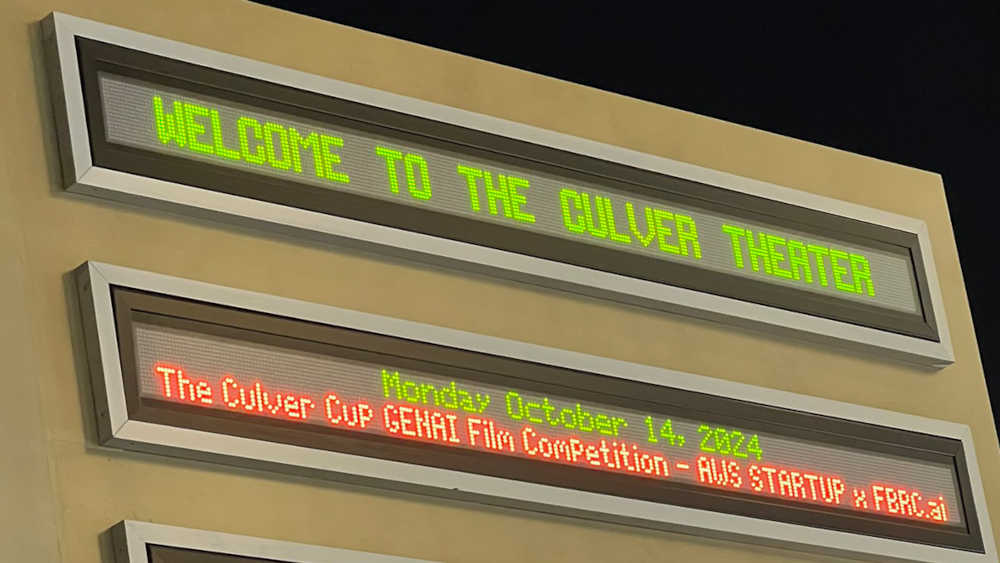 WELCOME TO THE CULVER THEATER
Monday October 14, 2024
The Culver Cup GENAI Film Competition - AWS STARTUP x FBRC.ai